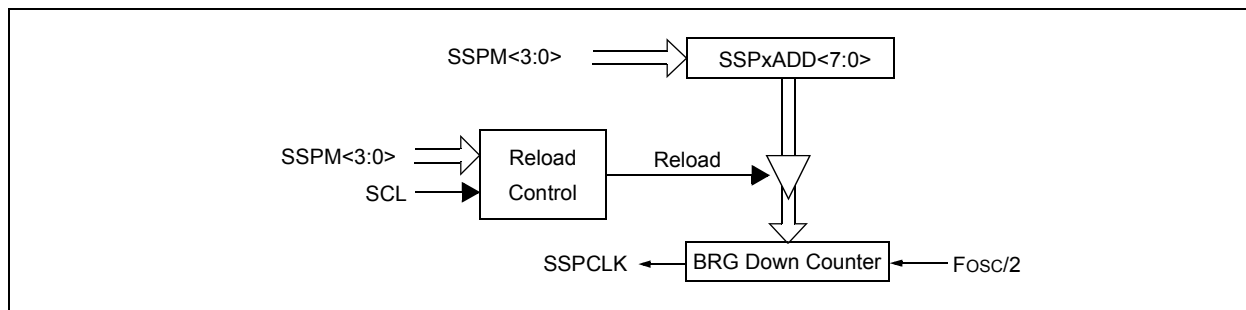 SSPM<3:0>
SSPxADD<7:0>
SSPM<3:0>
SCL
Reload
Control
Reload
SSPCLK
BRG Down Counter
FOSC/2